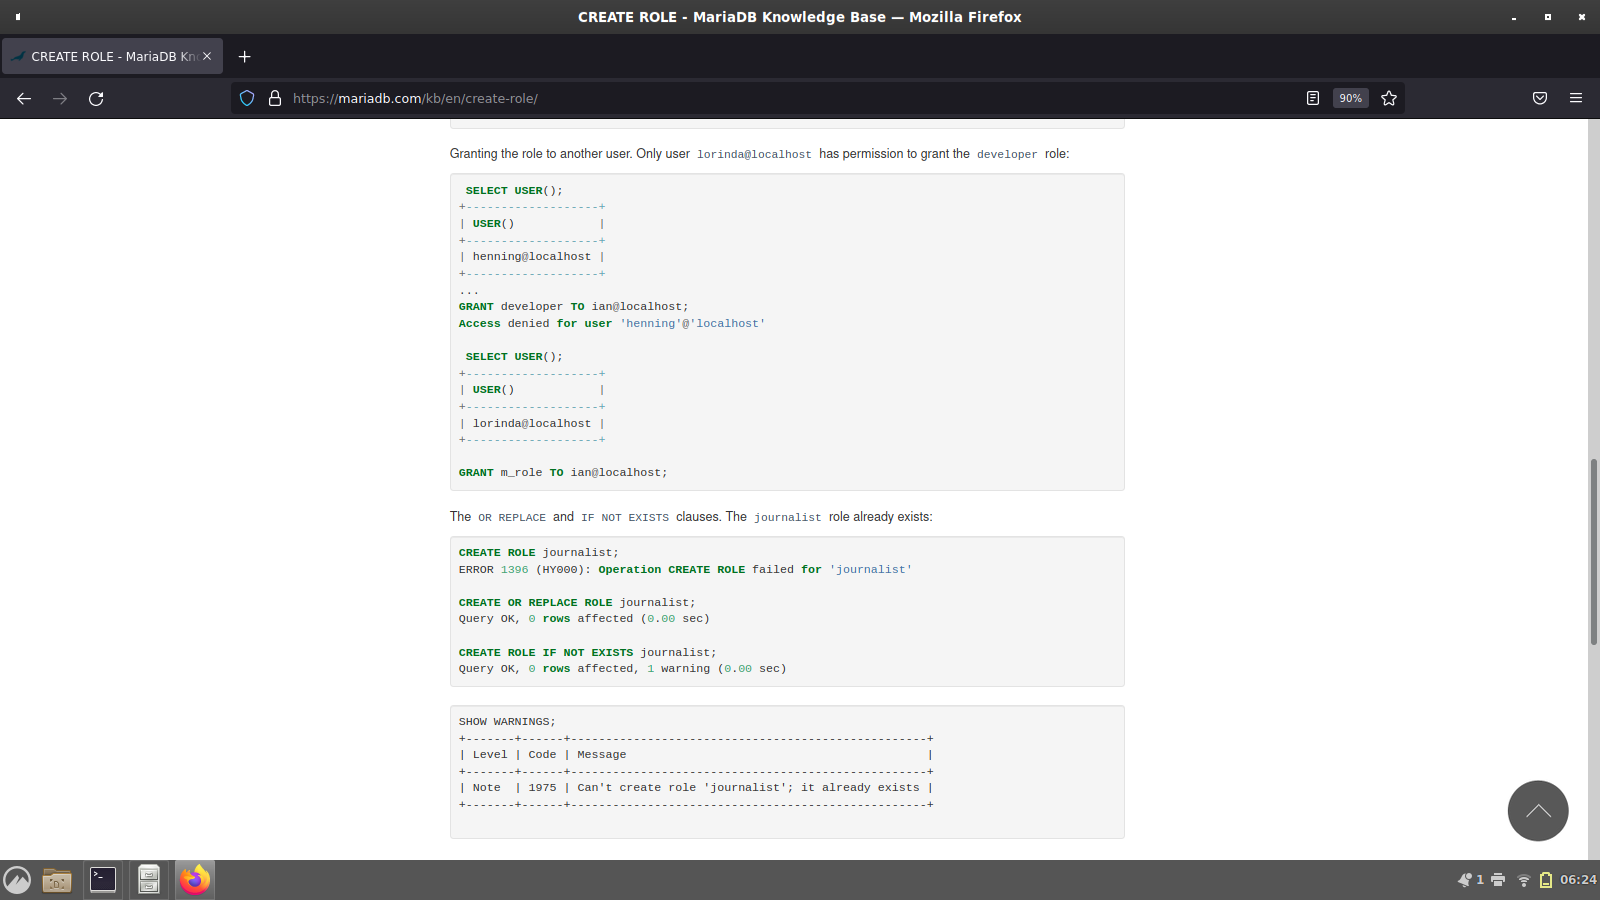 CREATE ROLE - MariaDB Knowledge Base — Mozilla Firefox
CREATE ROLE - MariaDB Kn
https://mariadb.com/kb/en/create-role/
90%
Granting the role to another user. Only user lorinda@localhost has permission to grant the developer role:
SELECT USER();
+-------------------+
| USER()            |
+-------------------+
| henning@localhost |
+-------------------+
...
GRANT developer TO ian@localhost;
Access denied for user 'henning'@'localhost'
SELECT USER();
+-------------------+
| USER()            |
+-------------------+
| lorinda@localhost |
+-------------------+
GRANT m_role TO ian@localhost;
The OR REPLACE and IF NOT EXISTS clauses. The journalist role already exists:
CREATE ROLE journalist;
ERROR 1396 (HY000): Operation CREATE ROLE failed for 'journalist'
CREATE OR REPLACE ROLE journalist;
Query OK, 0 rows affected (0.00 sec)
CREATE ROLE IF NOT EXISTS journalist;
Query OK, 0 rows affected, 1 warning (0.00 sec)
SHOW WARNINGS;
+-------+------+---------------------------------------------------+
| Level | Code | Message                                           |
+-------+------+---------------------------------------------------+
| Note  | 1975 | Can't create role 'journalist'; it already exists |
+-------+------+---------------------------------------------------+
1
06:24